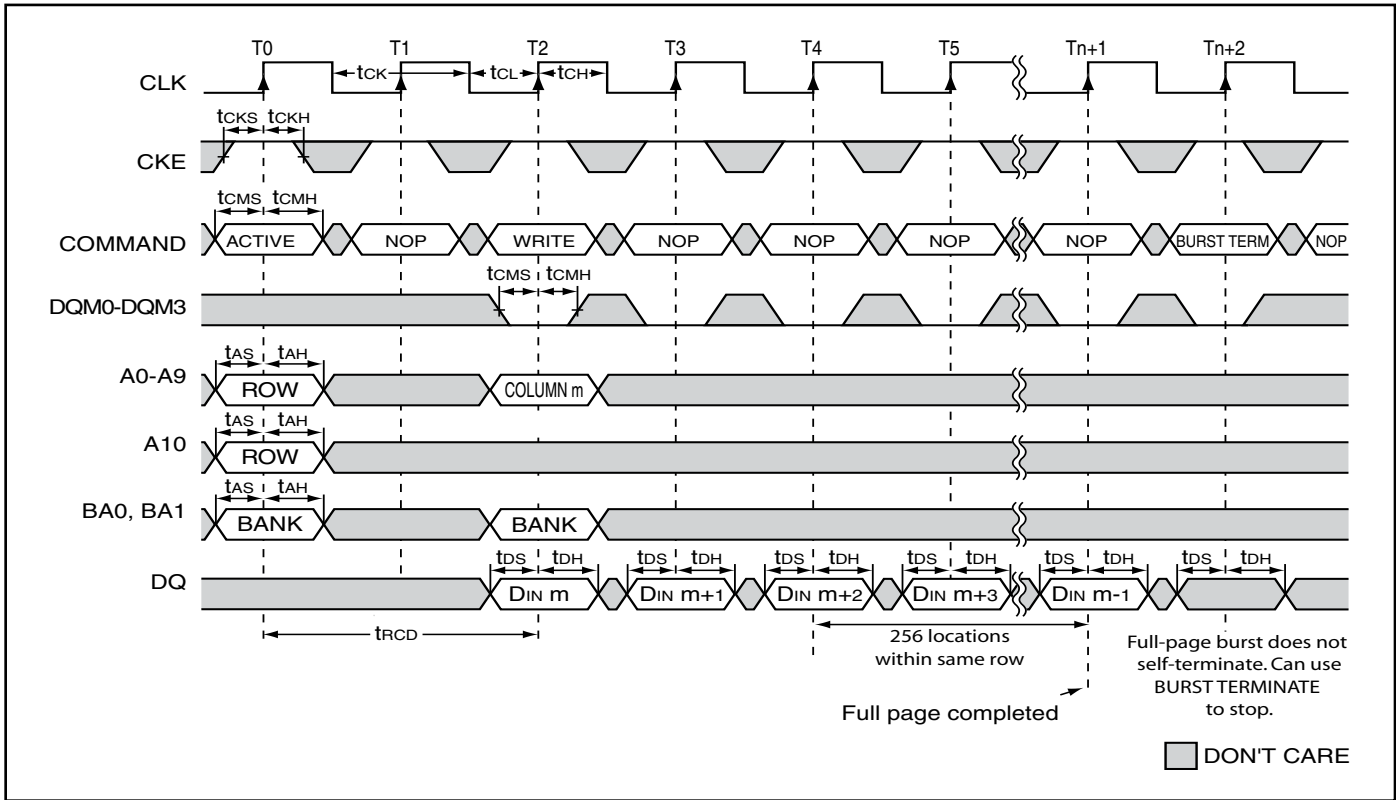 T0 T1 T2 T3 T4 T5 Tn+1 Tn+2
CLK tCK tCL tCH
tCKS tCKH
CKE
tCMS tCMH
COMMAND ACTIVE NOP WRITE NOP NOP NOP NOP BURST TERM NOP
tCMS tCMH
DQM0-DQM3
tAS tAH
A0-A9 ROW COLUMN m
tAS tAH
A10 ROW
tAS tAH
BA0, BA1 BANK BANK
tDS tDH tDS tDH tDS tDH tDS tDH tDS tDH tDS tDH
DQ DIN m DIN m+1 DIN m+2 DIN m+3 DIN m-1
tRCD
256 locations
within same row
Full page completed
Full-page burst does not
self-terminate. Can use
BURST TERMINATE
to stop.
DON'T CARE